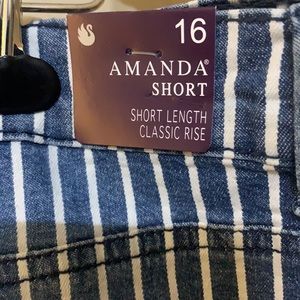 16
AMANDA®
SHORT
SHORT LENGTH
CLASSIC RISE